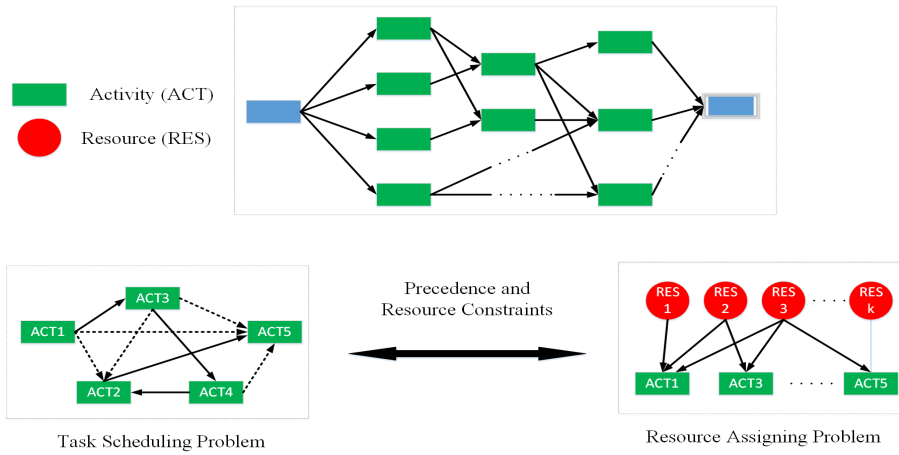 Activity (ACT)
Resource (RES)
ACT3
ACT1
ACT5
ACT2
ACT4
Task Scheduling Problem
Precedence and
Resource Constraints
RES
1
RES
2
RES
3
RES
k
ACT1
ACT3
ACT5
Resource Assigning Problem